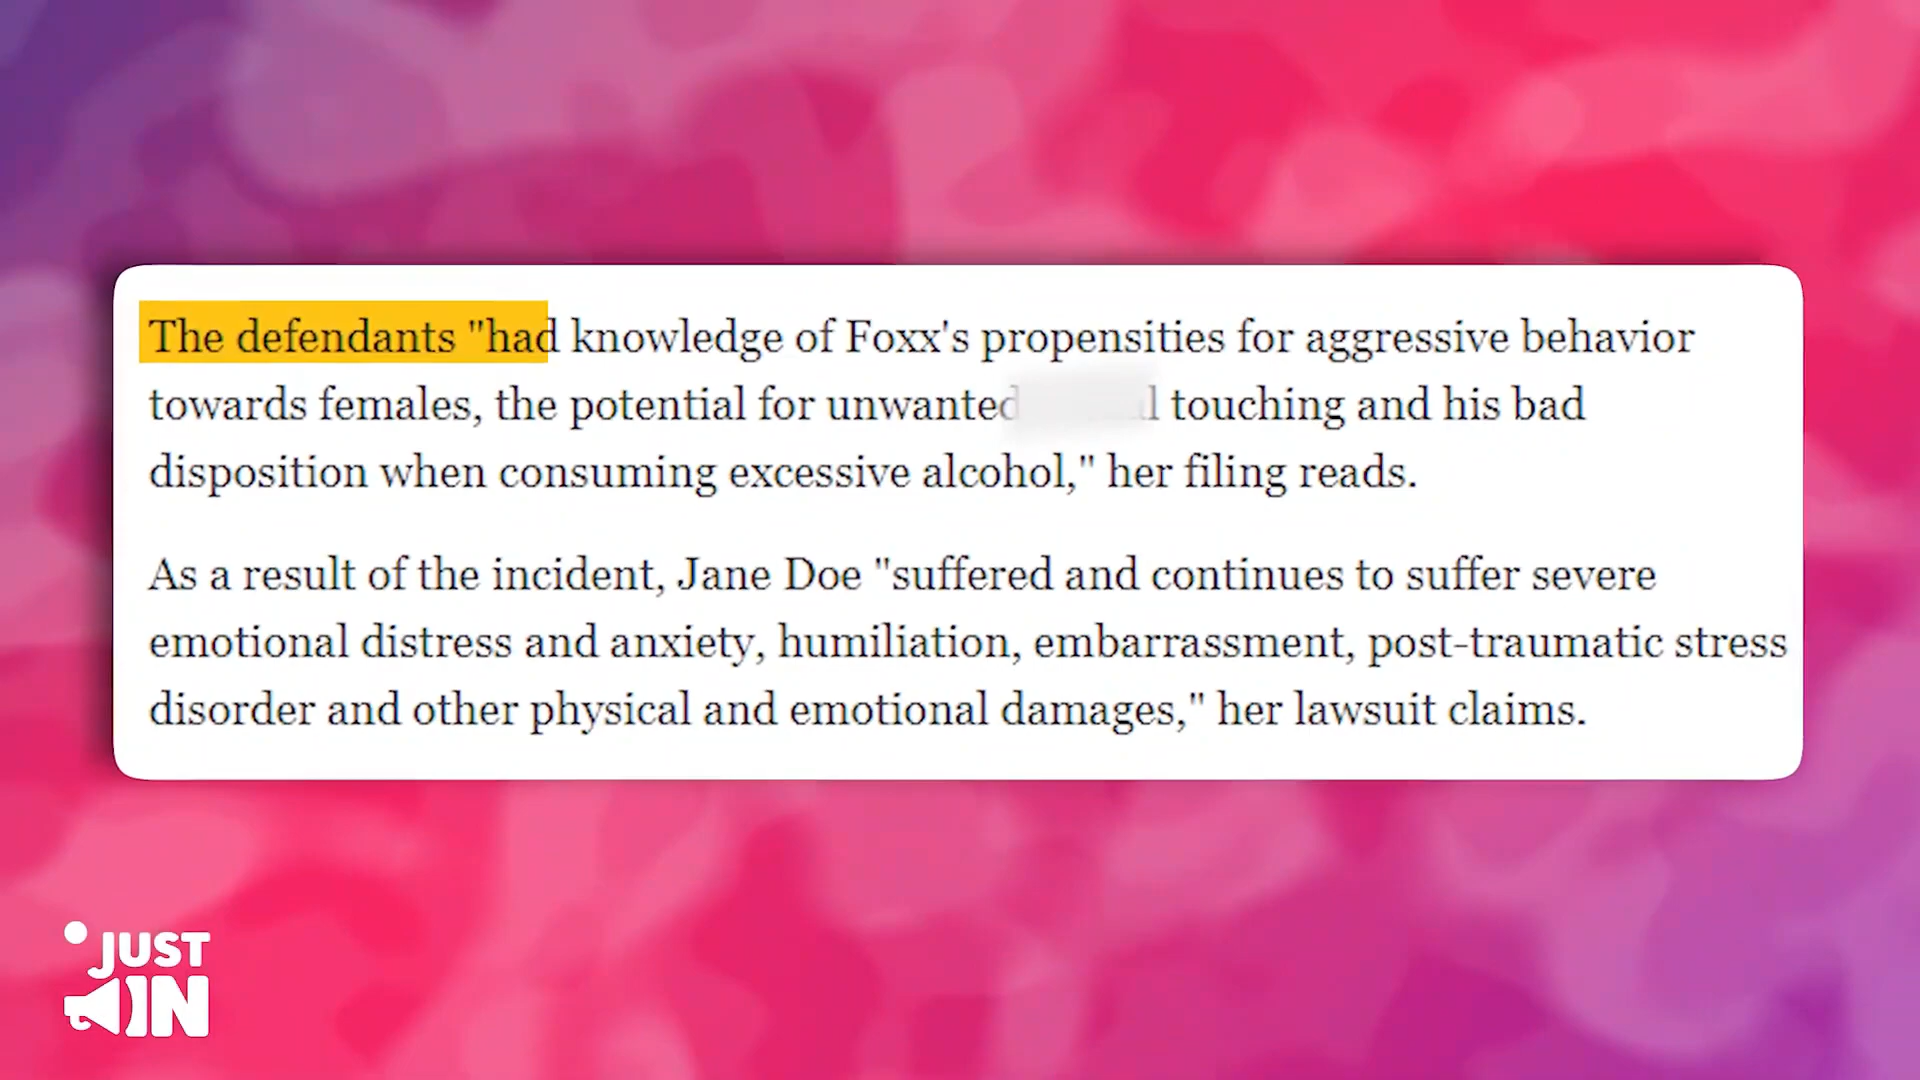 The defendants "had knowledge of Foxx's propensities for aggressive behavior
towards females, the potential for unwanted touching and his bad
disposition when consuming excessive alcohol," her filing reads.
As a result of the incident, Jane Doe "suffered and continues to suffer severe
emotional distress and anxiety, humiliation, embarrassment, post-traumatic stress
disorder and other physical and emotional damages," her lawsuit claims.
JUST
IN